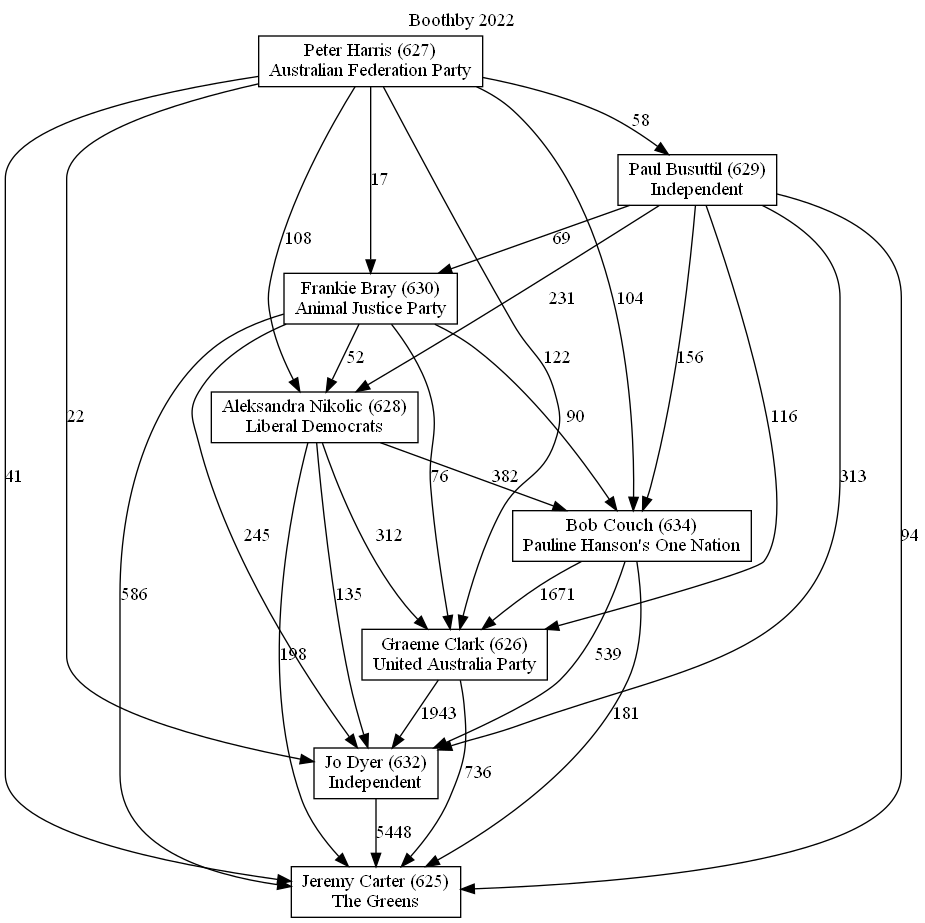 Boothby 2022
Peter Harris (627)
Australian Federation Party
58
Paul Busuttil (629)
Independent
17
108
69
Frankie Bray (630)
Animal Justice Party
231
104
52
122
156
Aleksandra Nikolic (628)
Liberal Democrats
22
90
116
41
76
382
313
Bob Couch (634)
Pauline Hanson's One Nation
245
312
94
586
135
1671
Graeme Clark (626)
United Australia Party
198
539
1943
181
Jo Dyer (632)
Independent
736
5448
Jeremy Carter (625)
The Greens